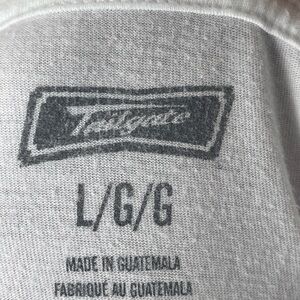 Tailgate
L/G/G
MADE IN GUATEMALA
FABRIQUÉ AU GUATEMALA